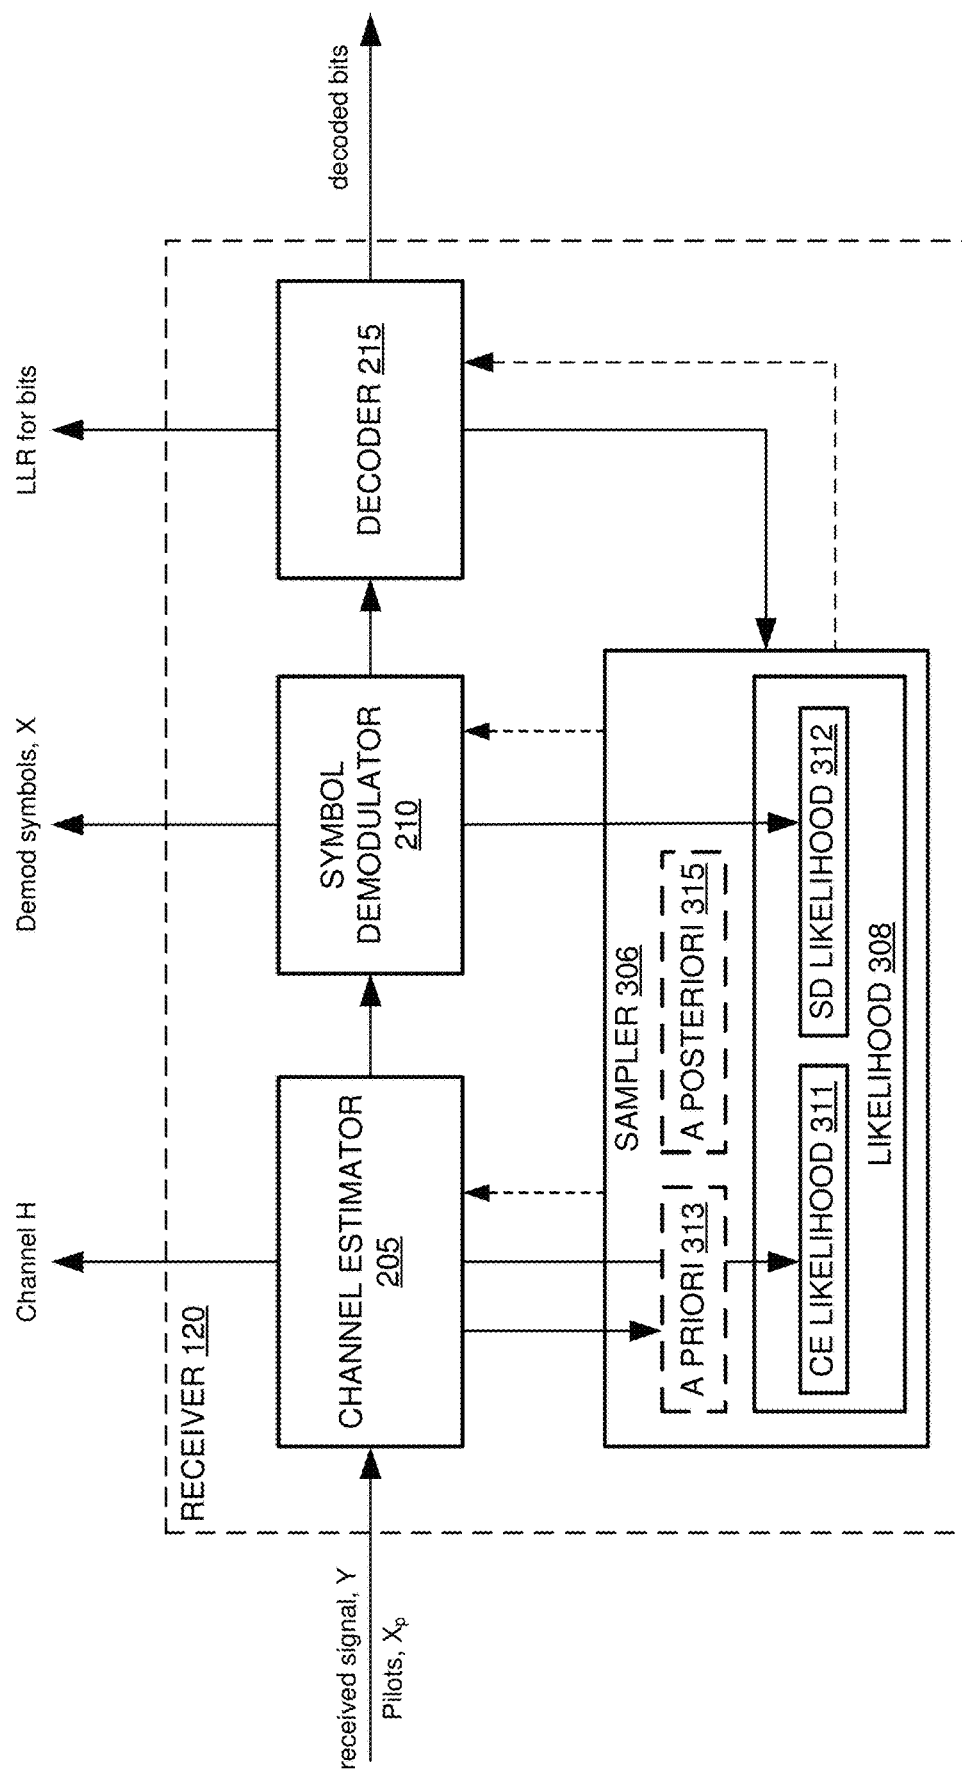 Channel H
Demod symbols, X
LLR for bits
RECEIVER 120
received signal, Y
Pilots, Xp
CHANNEL ESTIMATOR
205
SYMBOL
DEMODULATOR
210
DECODER 215
decoded bits
SAMPLER 306
A PRIORI 313
A POSTERIORI 315
CE LIKELIHOOD 311
SD LIKELIHOOD 312
LIKELIHOOD 308